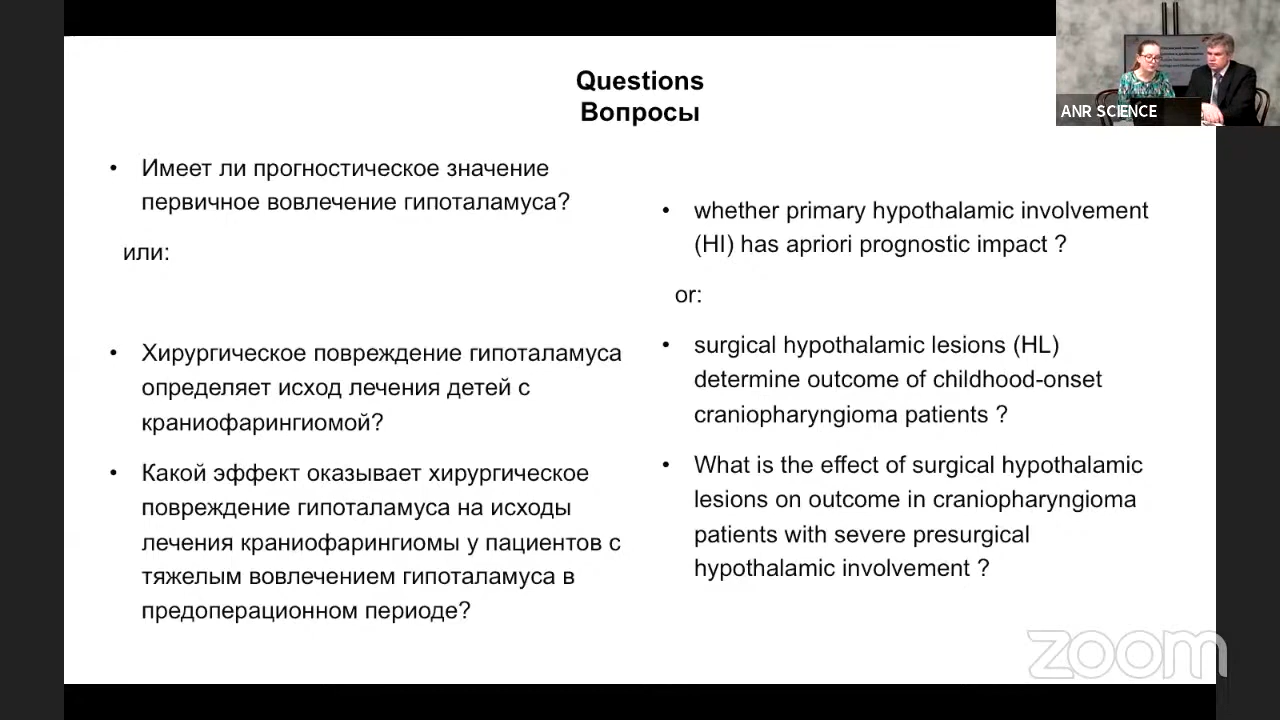 Questions
Вопросы
• Имеет ли прогностическое значение
первичное вовлечение гипоталамуса?
или:
• Хирургическое повреждение гипоталамуса
определяет исход лечения детей с
краниофарингиомой?
• Какой эффект оказывает хирургическое
повреждение гипоталамуса на исходы
лечения краниофарингиомы у пациентов с
тяжелым вовлечением гипоталамуса в
предоперационном периоде?
• whether primary hypothalamic involvement
(HI) has apriori prognostic impact ?
or:
• surgical hypothalamic lesions (HL)
determine outcome of childhood-onset
craniopharyngioma patients ?
• What is the effect of surgical hypothalamic
lesions on outcome in craniopharyngioma
patients with severe presurgical
hypothalamic involvement ?
ANR SCIENCE
zoom